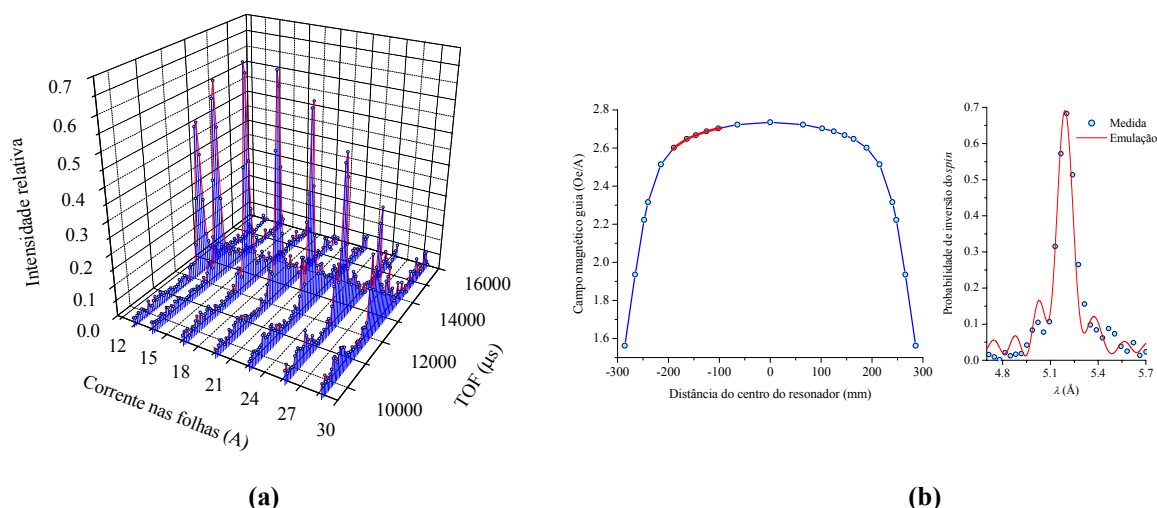 0.7
0.6
0.5
0.4
0.3
0.2
0.1
0.0
Intensidade relativa
12
15
18
21
24
27
30
Corrente nas folhas (A)
10000
12000
14000
16000
TOF (µs)
(a)
2.8
2.6
2.4
2.2
2.0
1.8
1.6
Campo magnético guia (Oe/A)
-300 -200 -100 0 100 200 300
Distância do centro do resonador (mm)
0.7
0.6
0.5
0.4
0.3
0.2
0.1
0.0
Probabilidade de inversão do spin
Medida
Emulação
4.8 5.1 5.4 5.7
λ (Å)
(b)